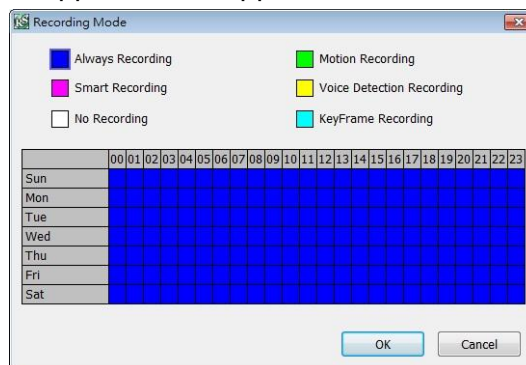 Recording Mode
Always Recording
Motion Recording
Smart Recording
Voice Detection Recording
No Recording
KeyFrame Recording
00 01 02 03 04 05 06 07 08 09 10 11 12 13 14 15 16 17 18 19 20 21 22 23
Sun
Mon
Tue
Wed
Thu
Fri
Sat
OK Cancel